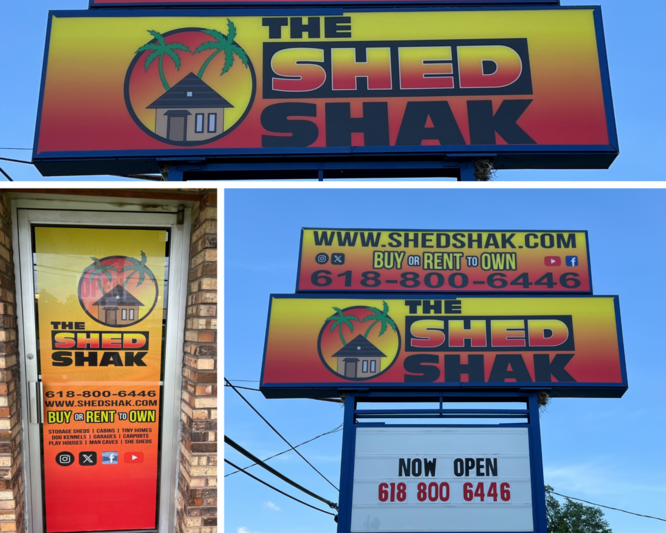 THE
SHED
SHAK
OPEN
THE
SHED
SHAK
618-800-6446
WWW.SHEDSHAK.COM
BUY OR RENT TO OWN
STORAGE SHEDS | CABINS | TINY HOMES
DOG KENNELS | GARAGES | CARPORTS
PLAY HOUSES | MAN CAVES | SHE SHEDS
WWW.SHEDSHAK.COM
BUY OR RENT TO OWN
618-800-6446
THE
SHED
SHAK
NOW OPEN
618 800 6446